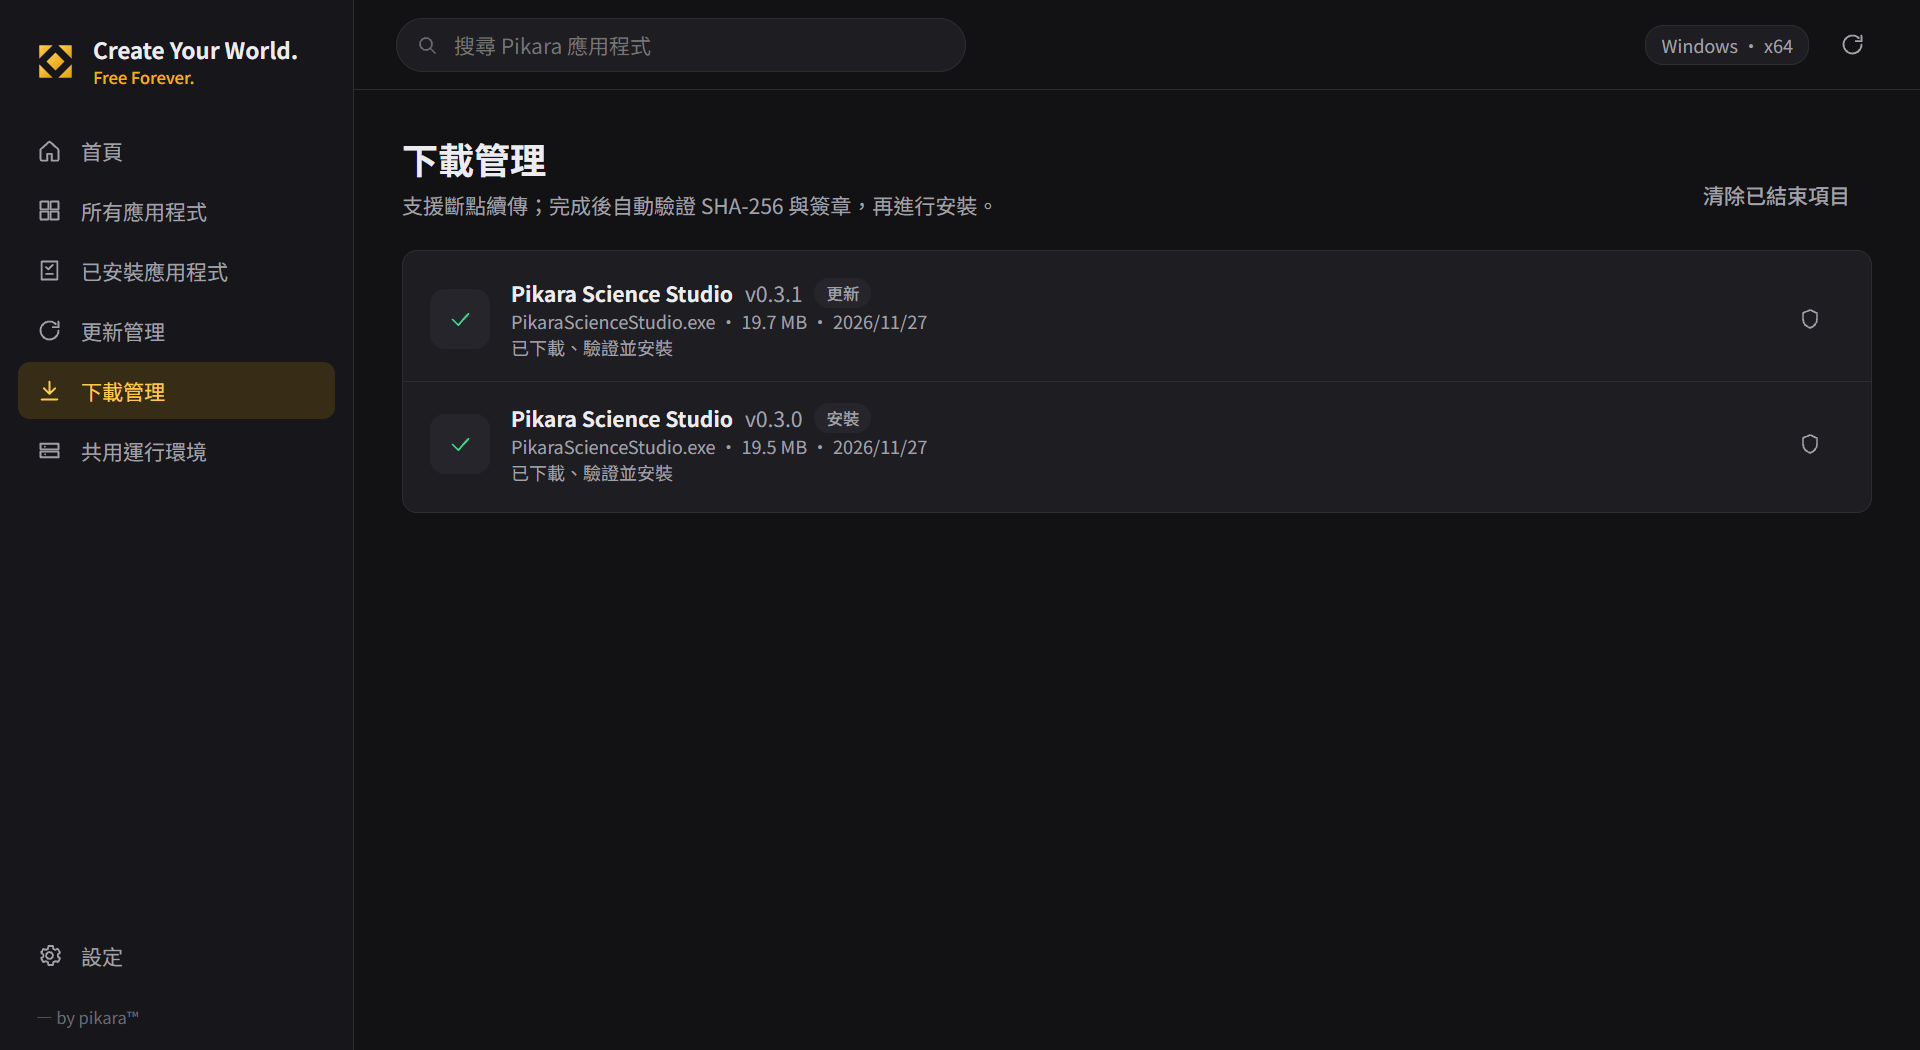 Create Your World.
Free Forever.
首頁
所有應用程式
已安裝應用程式
更新管理
下載管理
共用運行環境
設定
— by pikara™
搜尋 Pikara 應用程式
Windows • x64
下載管理
支援斷點續傳；完成後自動驗證 SHA-256 與簽章，再進行安裝。
清除已結束項目
Pikara Science Studio v0.3.1 更新
PikaraScienceStudio.exe • 19.7 MB • 2026/11/27
已下載、驗證並安裝
Pikara Science Studio v0.3.0 安裝
PikaraScienceStudio.exe • 19.5 MB • 2026/11/27
已下載、驗證並安裝